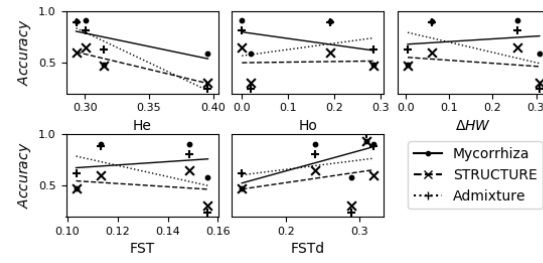 Accuracy
1.0
0.5
0.30
0.35
0.40
He
0.0
0.1
0.2
0.3
Ho
0.0
0.1
0.2
0.3
ΔHW
Accuracy
1.0
0.5
0.10
0.12
0.14
0.16
FST
0.2
0.3
FSTd
Mycorrhiza
STRUCTURE
Admixture